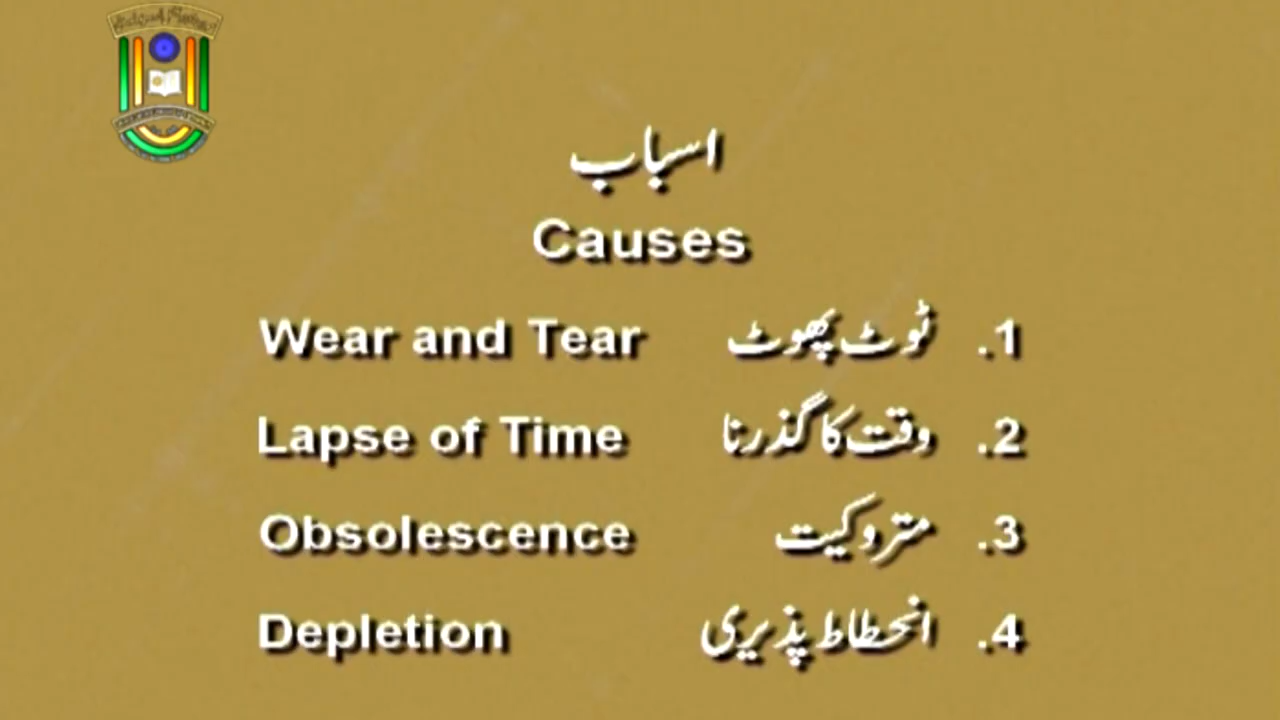 اسباب
Causes
1. ٹوٹ پھوٹ Wear and Tear
2. وقت کا گذرنا Lapse of Time
3. متروکیت Obsolescence
4. انحطاط پذیری Depletion